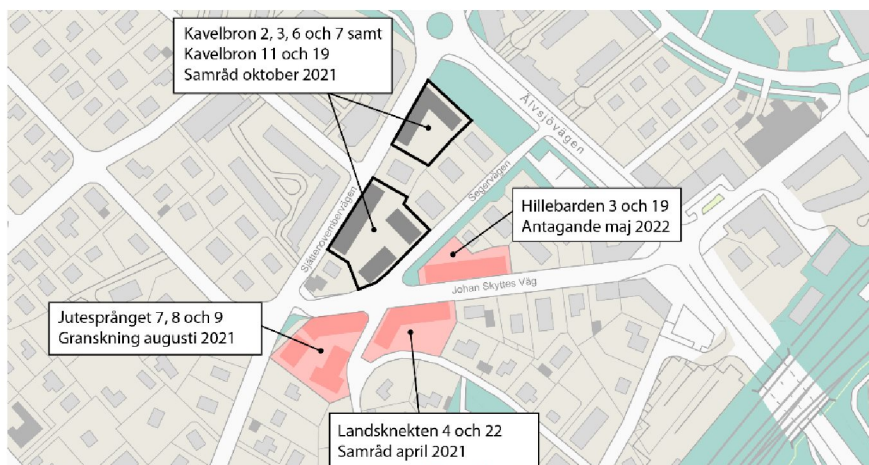 Kavelbron 2, 3, 6 och 7 samt
Kavelbron 11 och 19
Samråd oktober 2021
Älvsjövägen
Segervägen
Sjättenovembervägen
Hillebarden 3 och 19
Antagande maj 2022
Johan Skyttes Väg
Jutesprånget 7, 8 och 9
Granskning augusti 2021
Landsknekten 4 och 22
Samråd april 2021